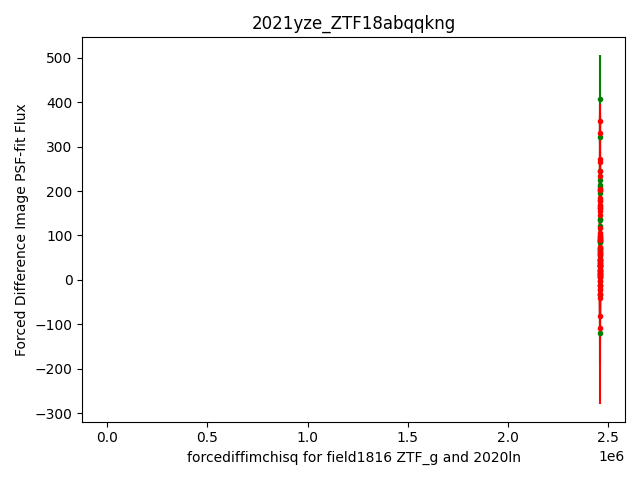 2021yze_ZTF18abqqkng
500
400
300
200
100
0
−100
−200
−300
Forced Difference Image PSF-fit Flux
0.0 0.5 1.0 1.5 2.0 2.5
1e6
forcediffimchisq for field1816 ZTF_g and 2020ln